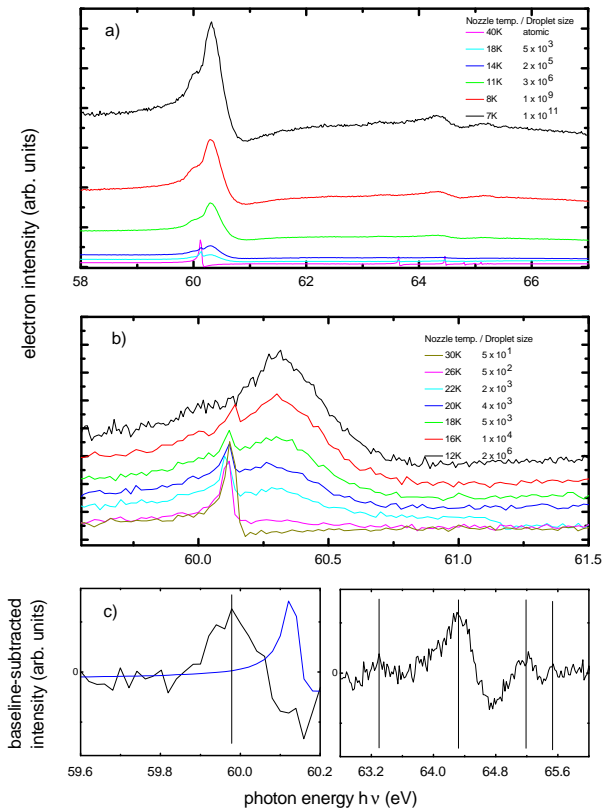 a)
Nozzle temp. / Droplet size
40K atomic
18K 5 x 10^3
14K 2 x 10^5
11K 3 x 10^6
8K 1 x 10^9
7K 1 x 10^11
58 60 62 64 66
electron intensity (arb. units)
b)
Nozzle temp. / Droplet size
30K 5 x 10^1
26K 5 x 10^2
22K 2 x 10^3
20K 4 x 10^3
18K 5 x 10^3
16K 1 x 10^4
12K 2 x 10^6
60.0 60.5 61.0 61.5
c)
baseline-subtracted
intensity (arb. units)
0
0
59.6 59.8 60.0 60.2
63.2 64.0 64.8 65.6
photon energy h ν (eV)